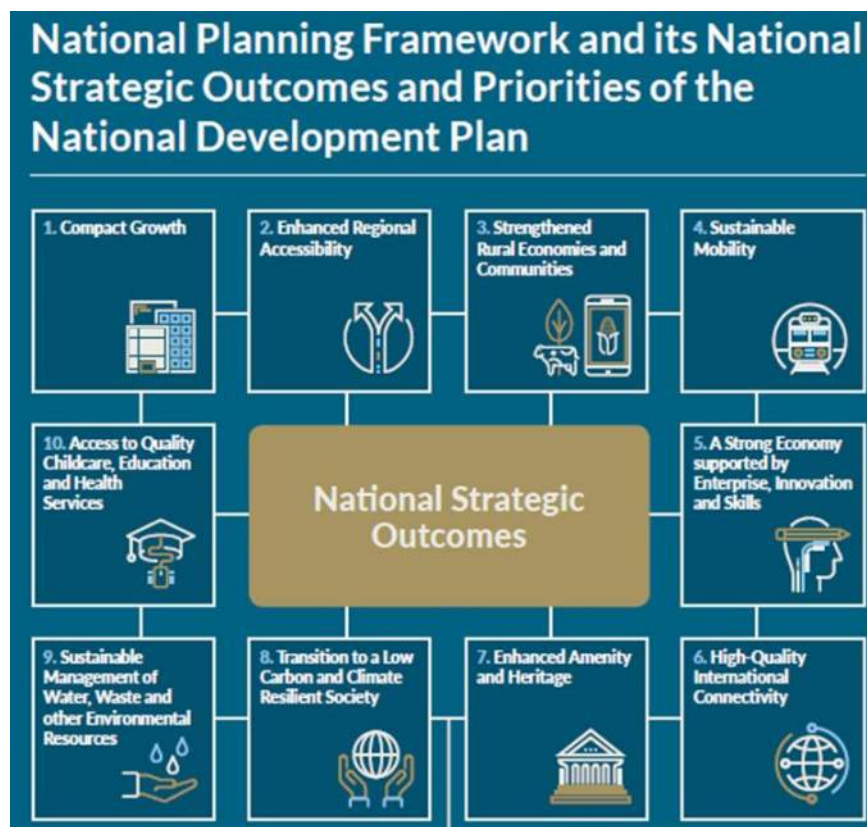 National Planning Framework and its National
Strategic Outcomes and Priorities of the
National Development Plan
1. Compact Growth
2. Enhanced Regional
Accessibility
3. Strengthened
Rural Economies and
Communities
4. Sustainable
Mobility
10. Access to Quality
Childcare, Education
and Health
Services
National Strategic
Outcomes
5. A Strong Economy
supported by
Enterprise, Innovation
and Skills
9. Sustainable
Management of
Water, Waste and
other Environmental
Resources
8. Transition to a Low
Carbon and Climate
Resilient Society
7. Enhanced Amenity
and Heritage
6. High-Quality
International
Connectivity